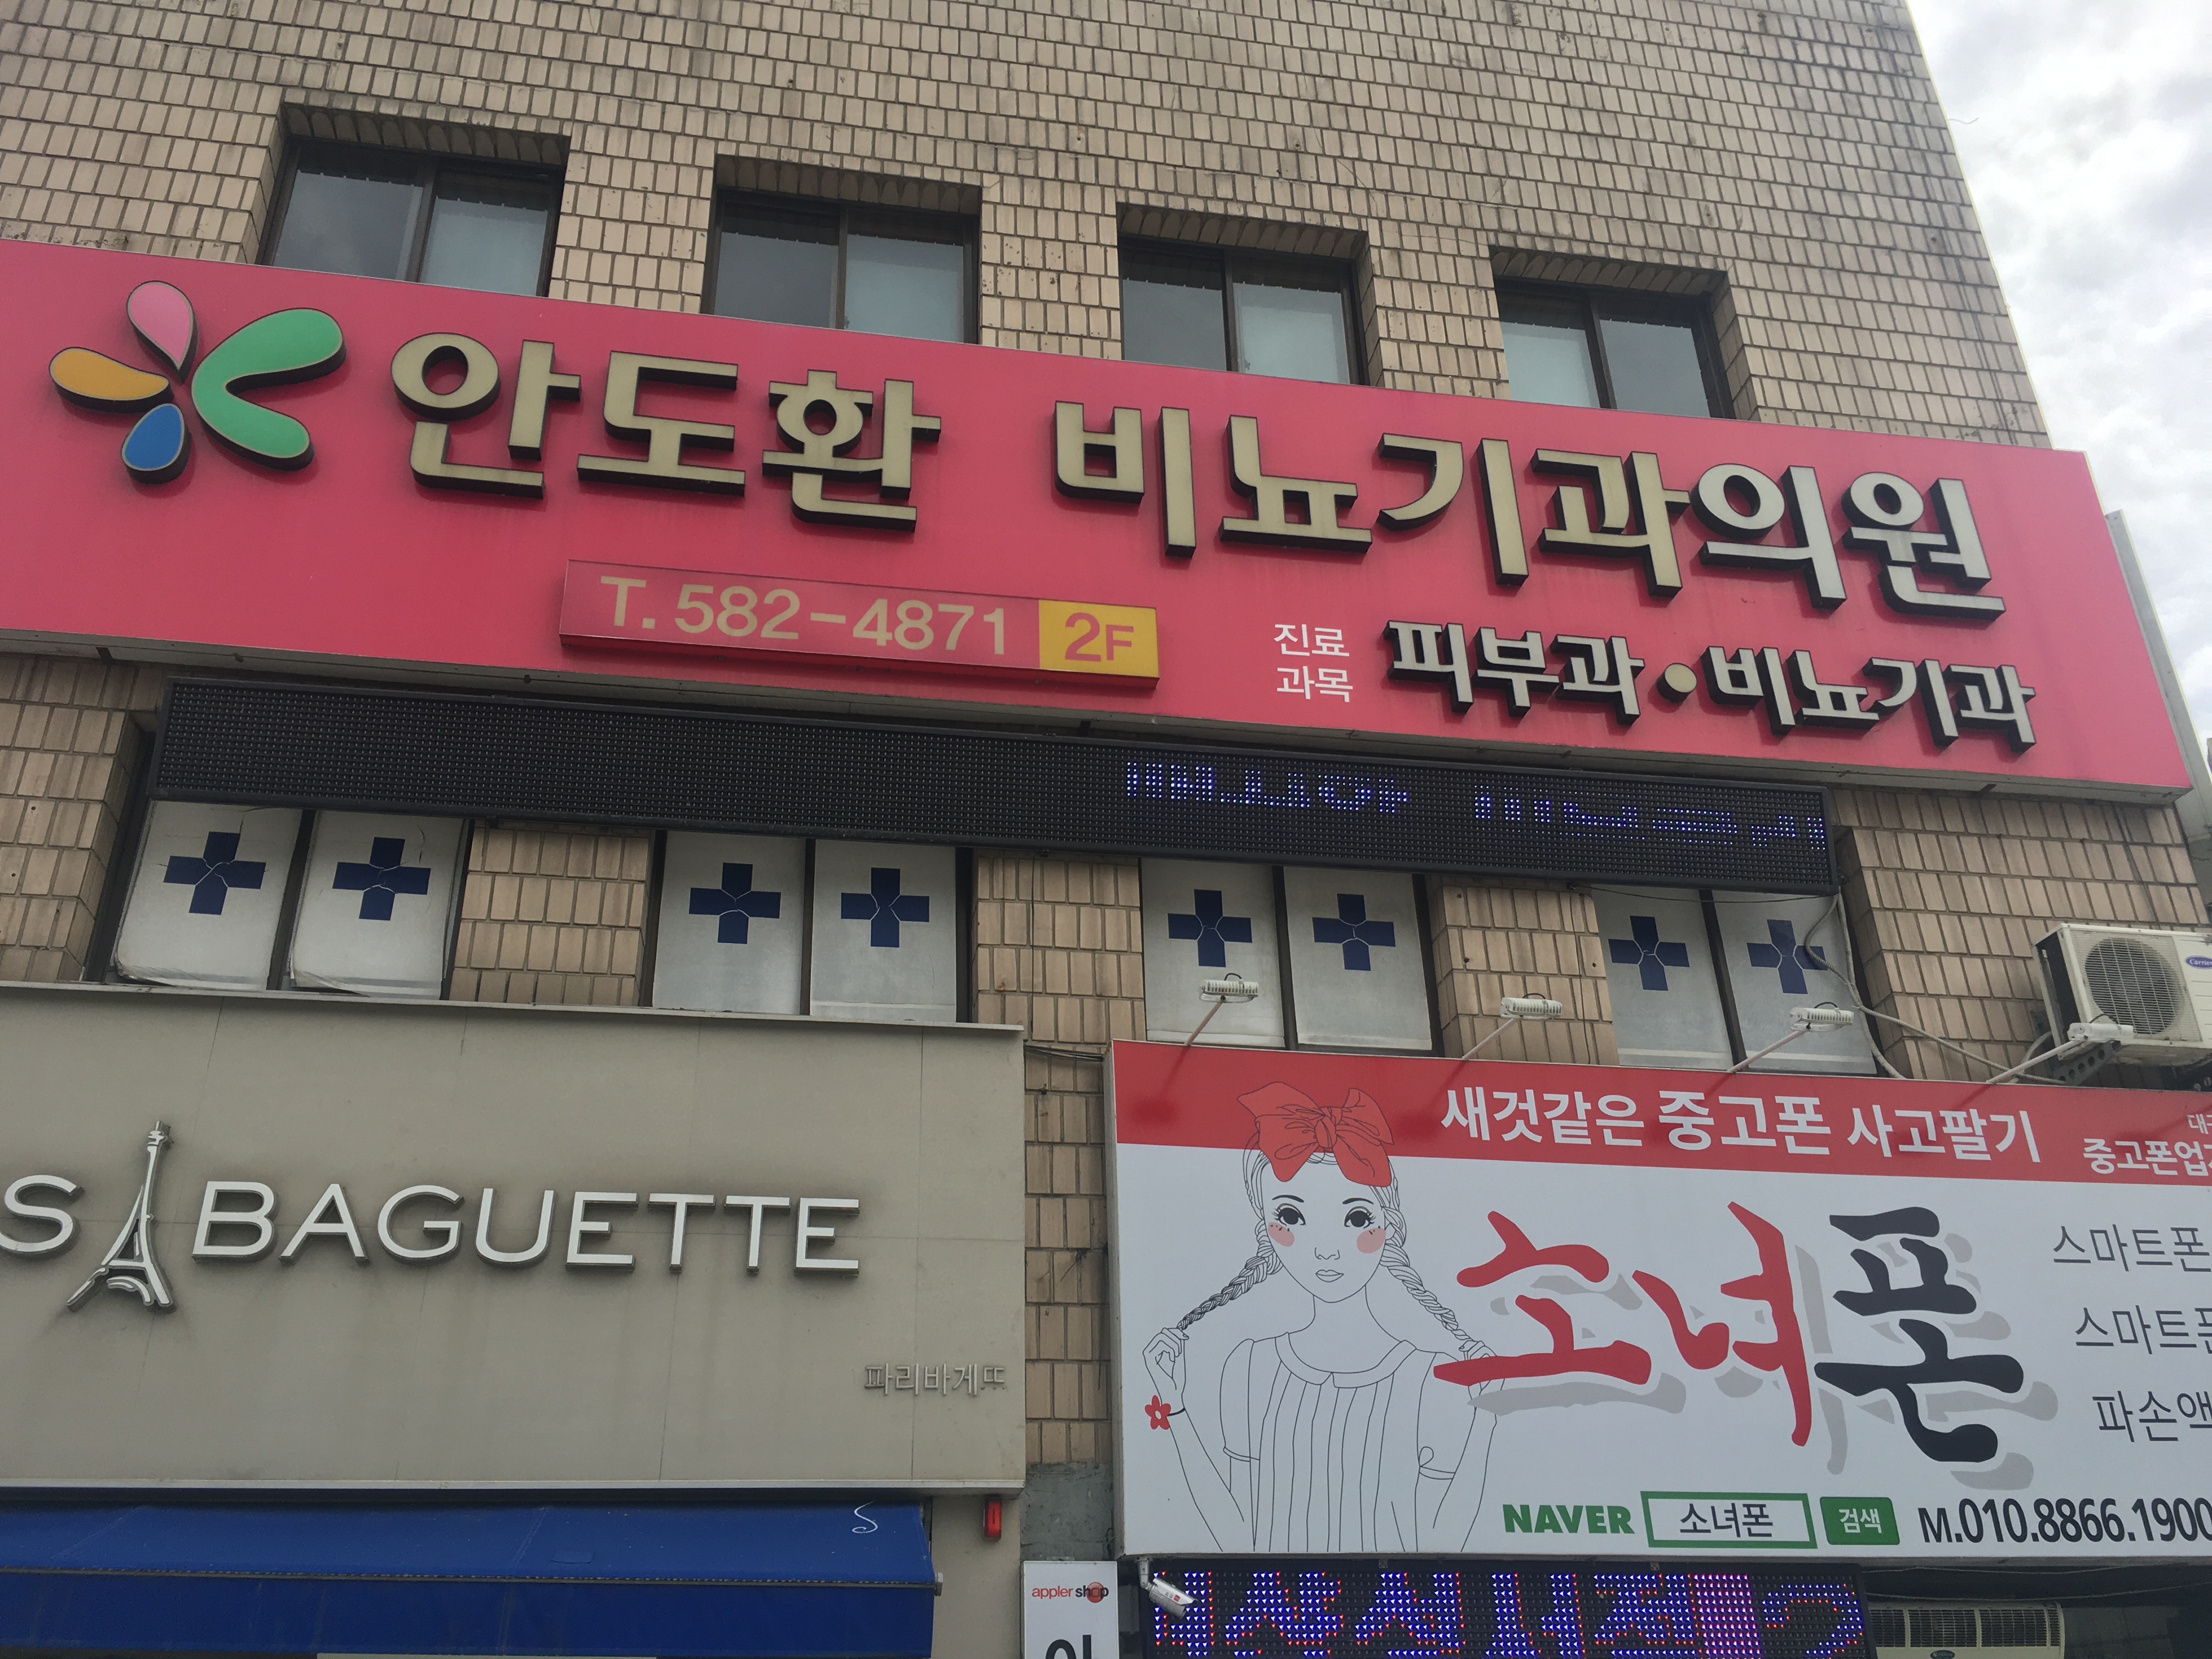 안도환 비뇨기과의원
T. 582-4871 2F
진료
과목
피부과·비뇨기과
S BAGUETTE
파리바게뜨
새것같은 중고폰 사고팔기
중고폰업
소녀폰
스마트폰
스마트폰
파손액
NAVER 소녀폰 검색 M.010.8866.1900
appler shop
Carrier